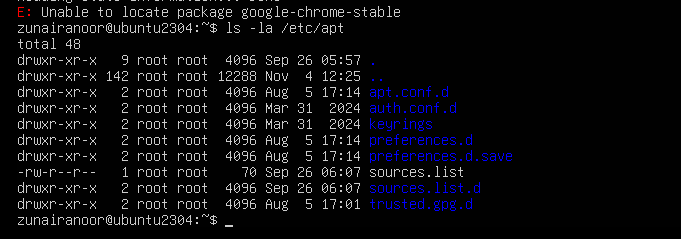 E: Unable to locate package google-chrome-stable
zunairanoor@ubuntu2304:~$ ls -la /etc/apt
total 48
drwxr-xr-x   9 root root  4096 Sep 26 05:57 .
drwxr-xr-x 142 root root 12288 Nov  4 12:25 ..
drwxr-xr-x   2 root root  4096 Aug  5 17:14 apt.conf.d
drwxr-xr-x   2 root root  4096 Mar 31  2024 auth.conf.d
drwxr-xr-x   2 root root  4096 Mar 31  2024 keyrings
drwxr-xr-x   2 root root  4096 Aug  5 17:14 preferences.d
drwxr-xr-x   2 root root  4096 Aug  5 17:14 preferences.d.save
-rw-r--r--   1 root root    70 Sep 26 06:07 sources.list
drwxr-xr-x   2 root root  4096 Sep 26 06:07 sources.list.d
drwxr-xr-x   2 root root  4096 Aug  5 17:01 trusted.gpg.d
zunairanoor@ubuntu2304:~$ _